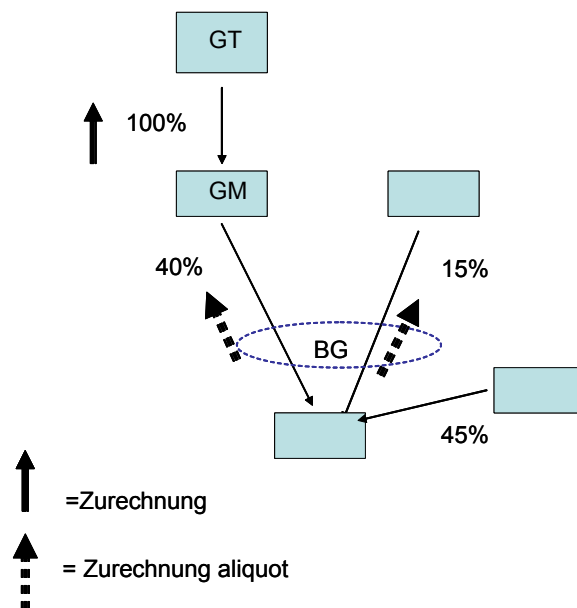 GT
100%
GM
40%
15%
BG
45%
=Zurechnung
= Zurechnung aliquot